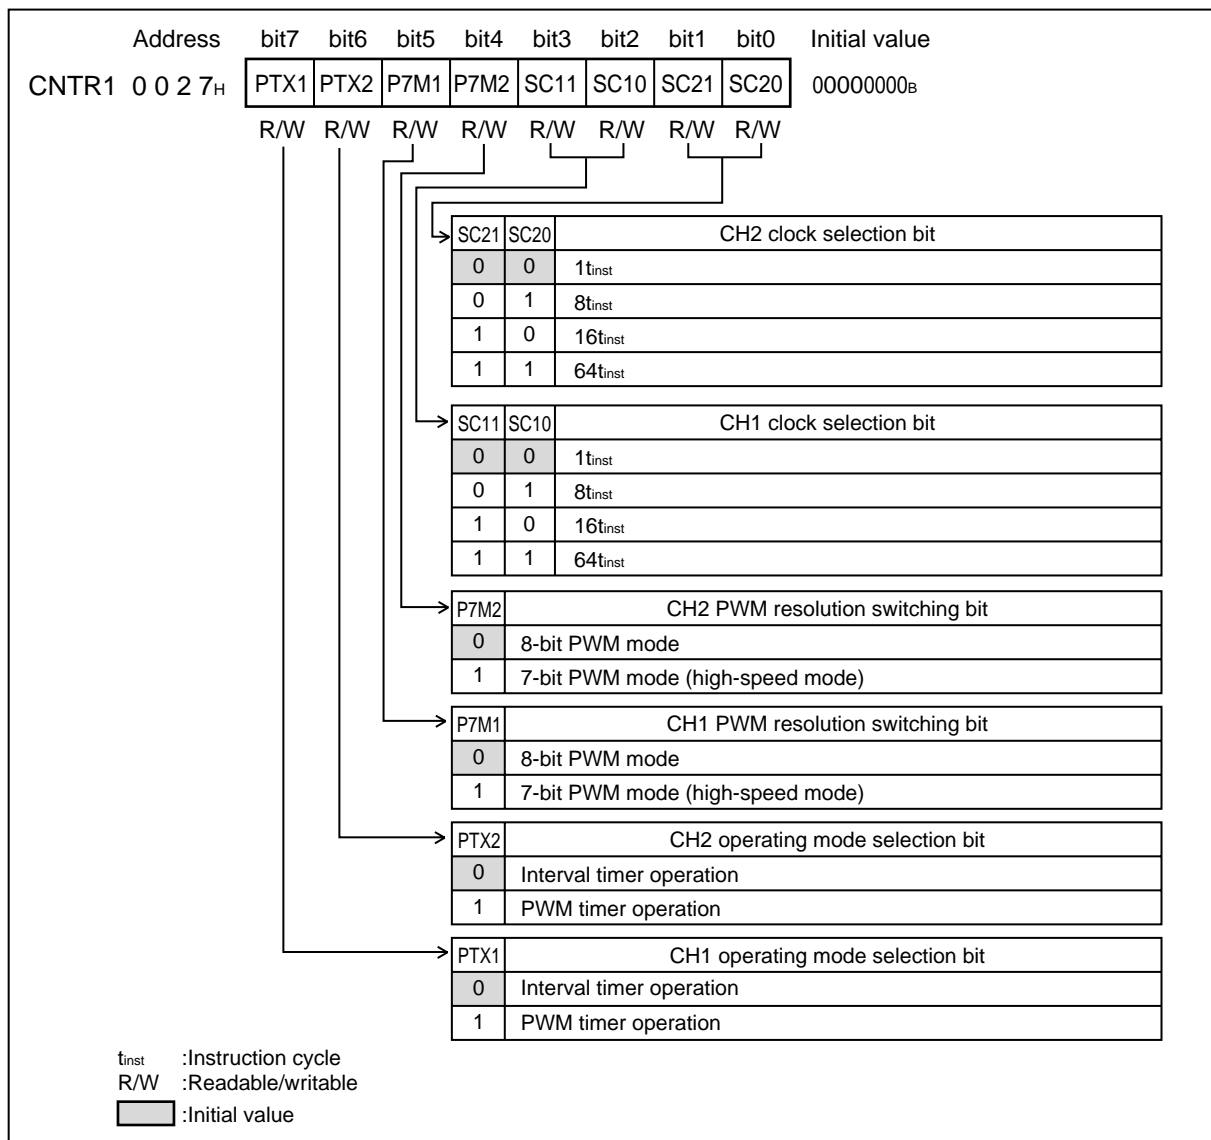 Address bit7 bit6 bit5 bit4 bit3 bit2 bit1 bit0 Initial value
CNTR1 0 0 2 7H PTX1 PTX2 P7M1 P7M2 SC11 SC10 SC21 SC20 00000000B
R/W R/W R/W R/W R/W R/W R/W R/W
SC21 SC20 CH2 clock selection bit
0 0 1tinst
0 1 8tinst
1 0 16tinst
1 1 64tinst
SC11 SC10 CH1 clock selection bit
0 0 1tinst
0 1 8tinst
1 0 16tinst
1 1 64tinst
P7M2 CH2 PWM resolution switching bit
0 8-bit PWM mode
1 7-bit PWM mode (high-speed mode)
P7M1 CH1 PWM resolution switching bit
0 8-bit PWM mode
1 7-bit PWM mode (high-speed mode)
PTX2 CH2 operating mode selection bit
0 Interval timer operation
1 PWM timer operation
PTX1 CH1 operating mode selection bit
0 Interval timer operation
1 PWM timer operation
tinst :Instruction cycle
R/W :Readable/writable
:Initial value